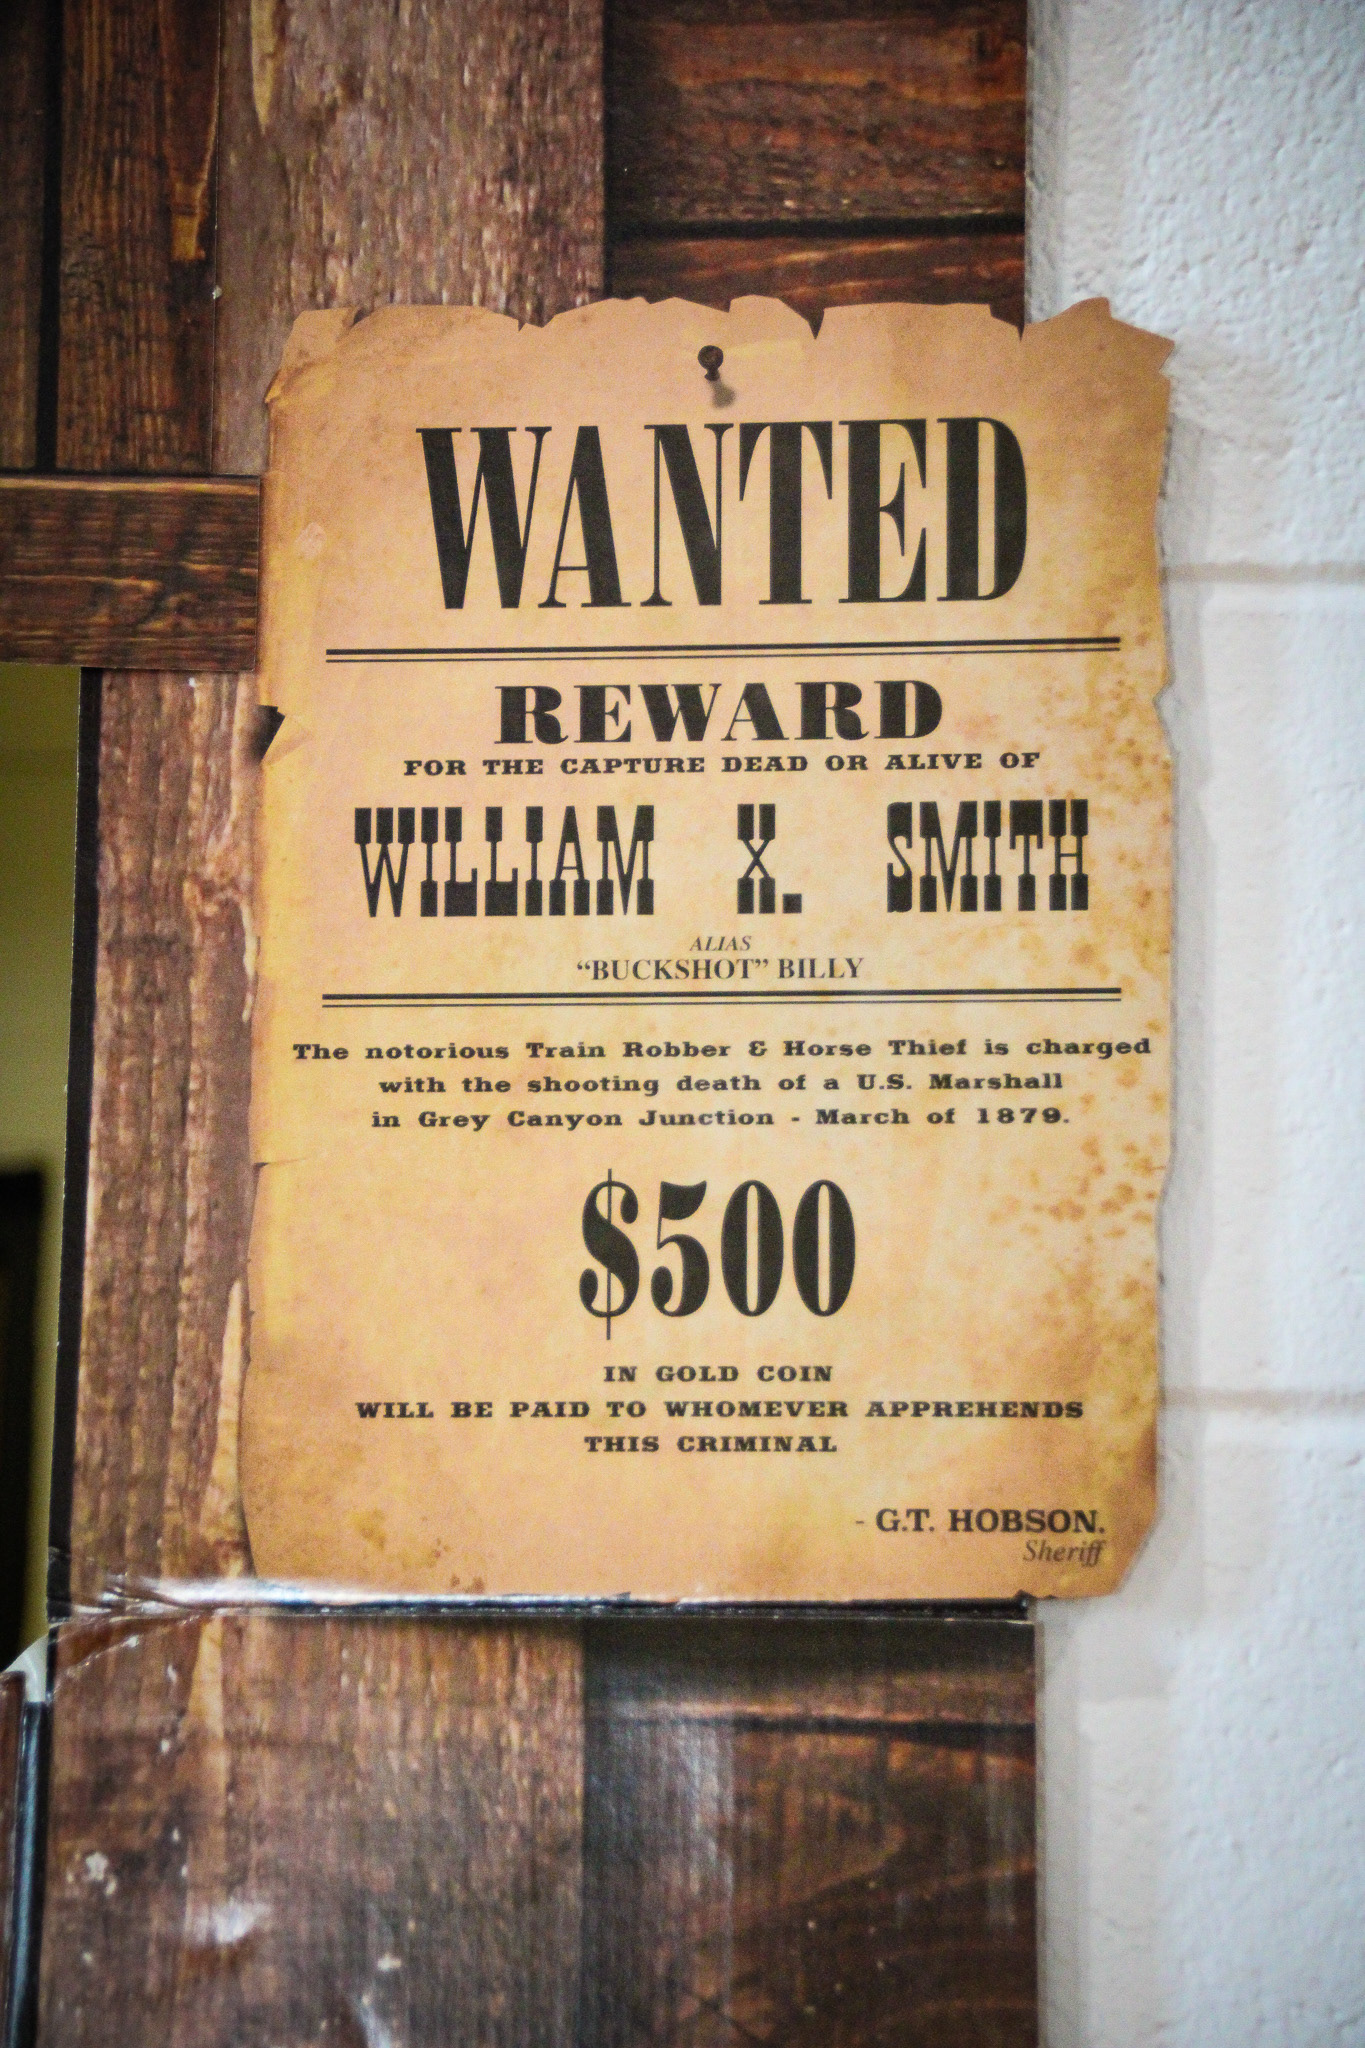 WANTED
REWARD
FOR THE CAPTURE DEAD OR ALIVE OF
WILLIAM X. SMITH
ALIAS
“BUCKSHOT” BILLY
The notorious Train Robber & Horse Thief is charged
with the shooting death of a U.S. Marshall
in Grey Canyon Junction - March of 1879.
$500
IN GOLD COIN
WILL BE PAID TO WHOMEVER APPREHENDS
THIS CRIMINAL
- G.T. HOBSON.
Sheriff